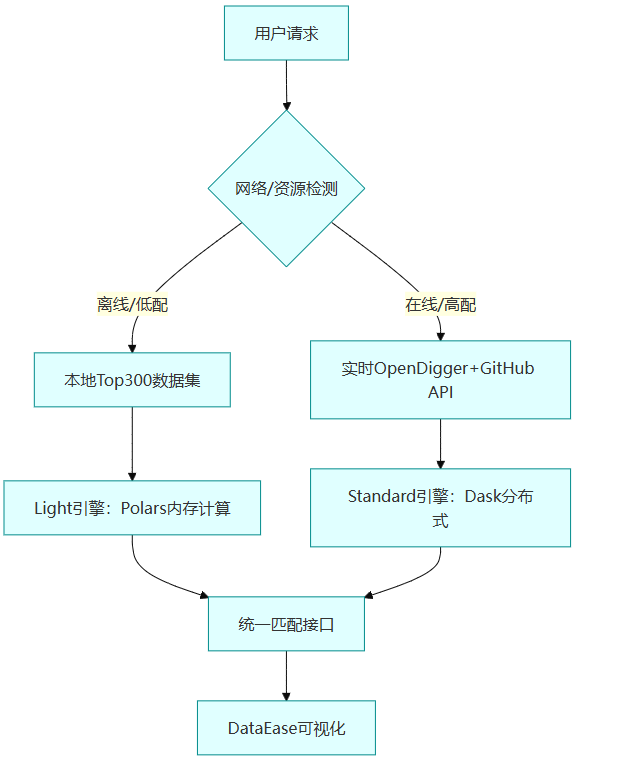 用户请求
网络/资源检测
离线/低配
在线/高配
本地Top300数据集
实时OpenDigger+GitHub
API
Light引擎：Polars内存计算
Standard引擎：Dask分布
式
统一匹配接口
DataEase可视化